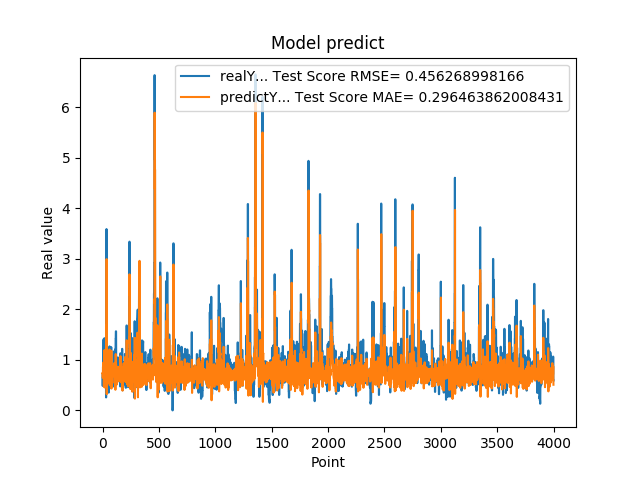 Model predict
realY... Test Score RMSE= 0.456268998166
predictY... Test Score MAE= 0.296463862008431
Real value
6
5
4
3
2
1
0
0 500 1000 1500 2000 2500 3000 3500 4000
Point